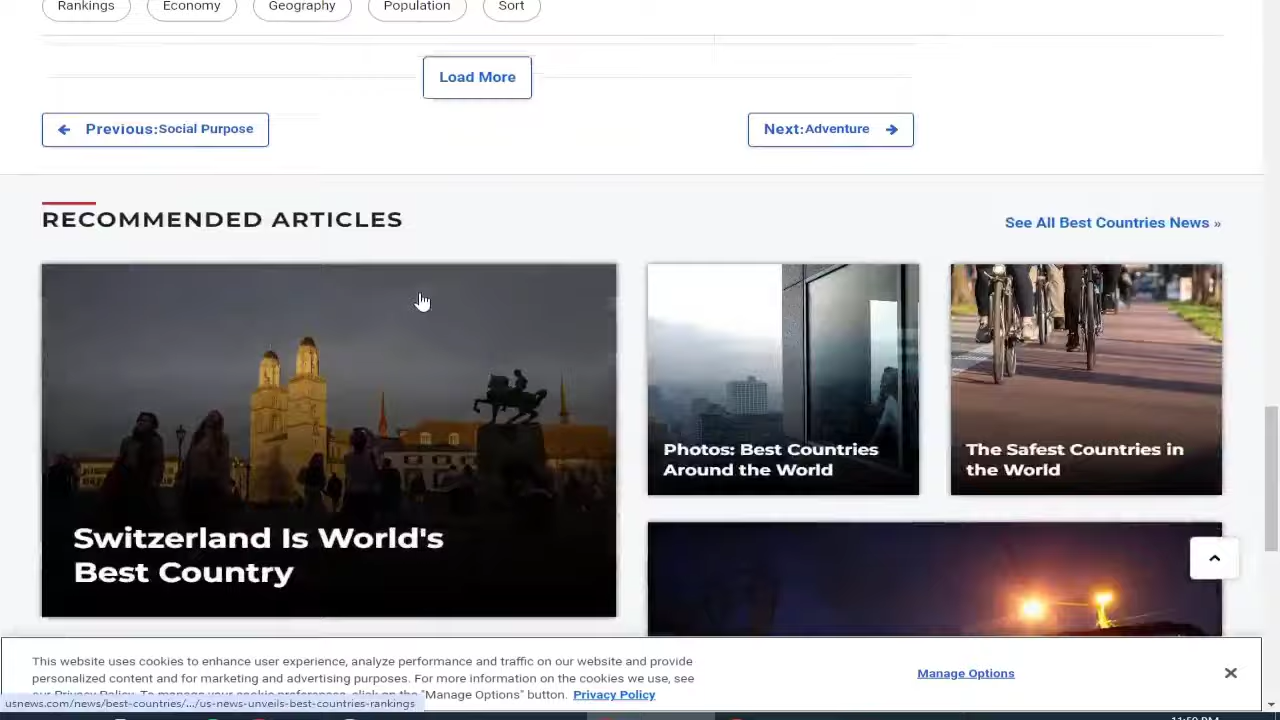 Rankings
Economy
Geography
Population
Sort
Load More
Previous:Social Purpose
Next:Adventure
RECOMMENDED ARTICLES
See All Best Countries News »
Switzerland Is World's
Best Country
Photos: Best Countries
Around the World
The Safest Countries in
the World
This website uses cookies to enhance user experience, analyze performance and traffic on our website and provide
personalized content and for marketing and advertising purposes. For more information on the cookies we use, see
our Privacy Policy. To manage your cookie preferences, click on the "Manage Options" button. Privacy Policy
Manage Options
usnews.com/news/best-countries/.../us-news-unveils-best-countries-rankings
11:50 PM